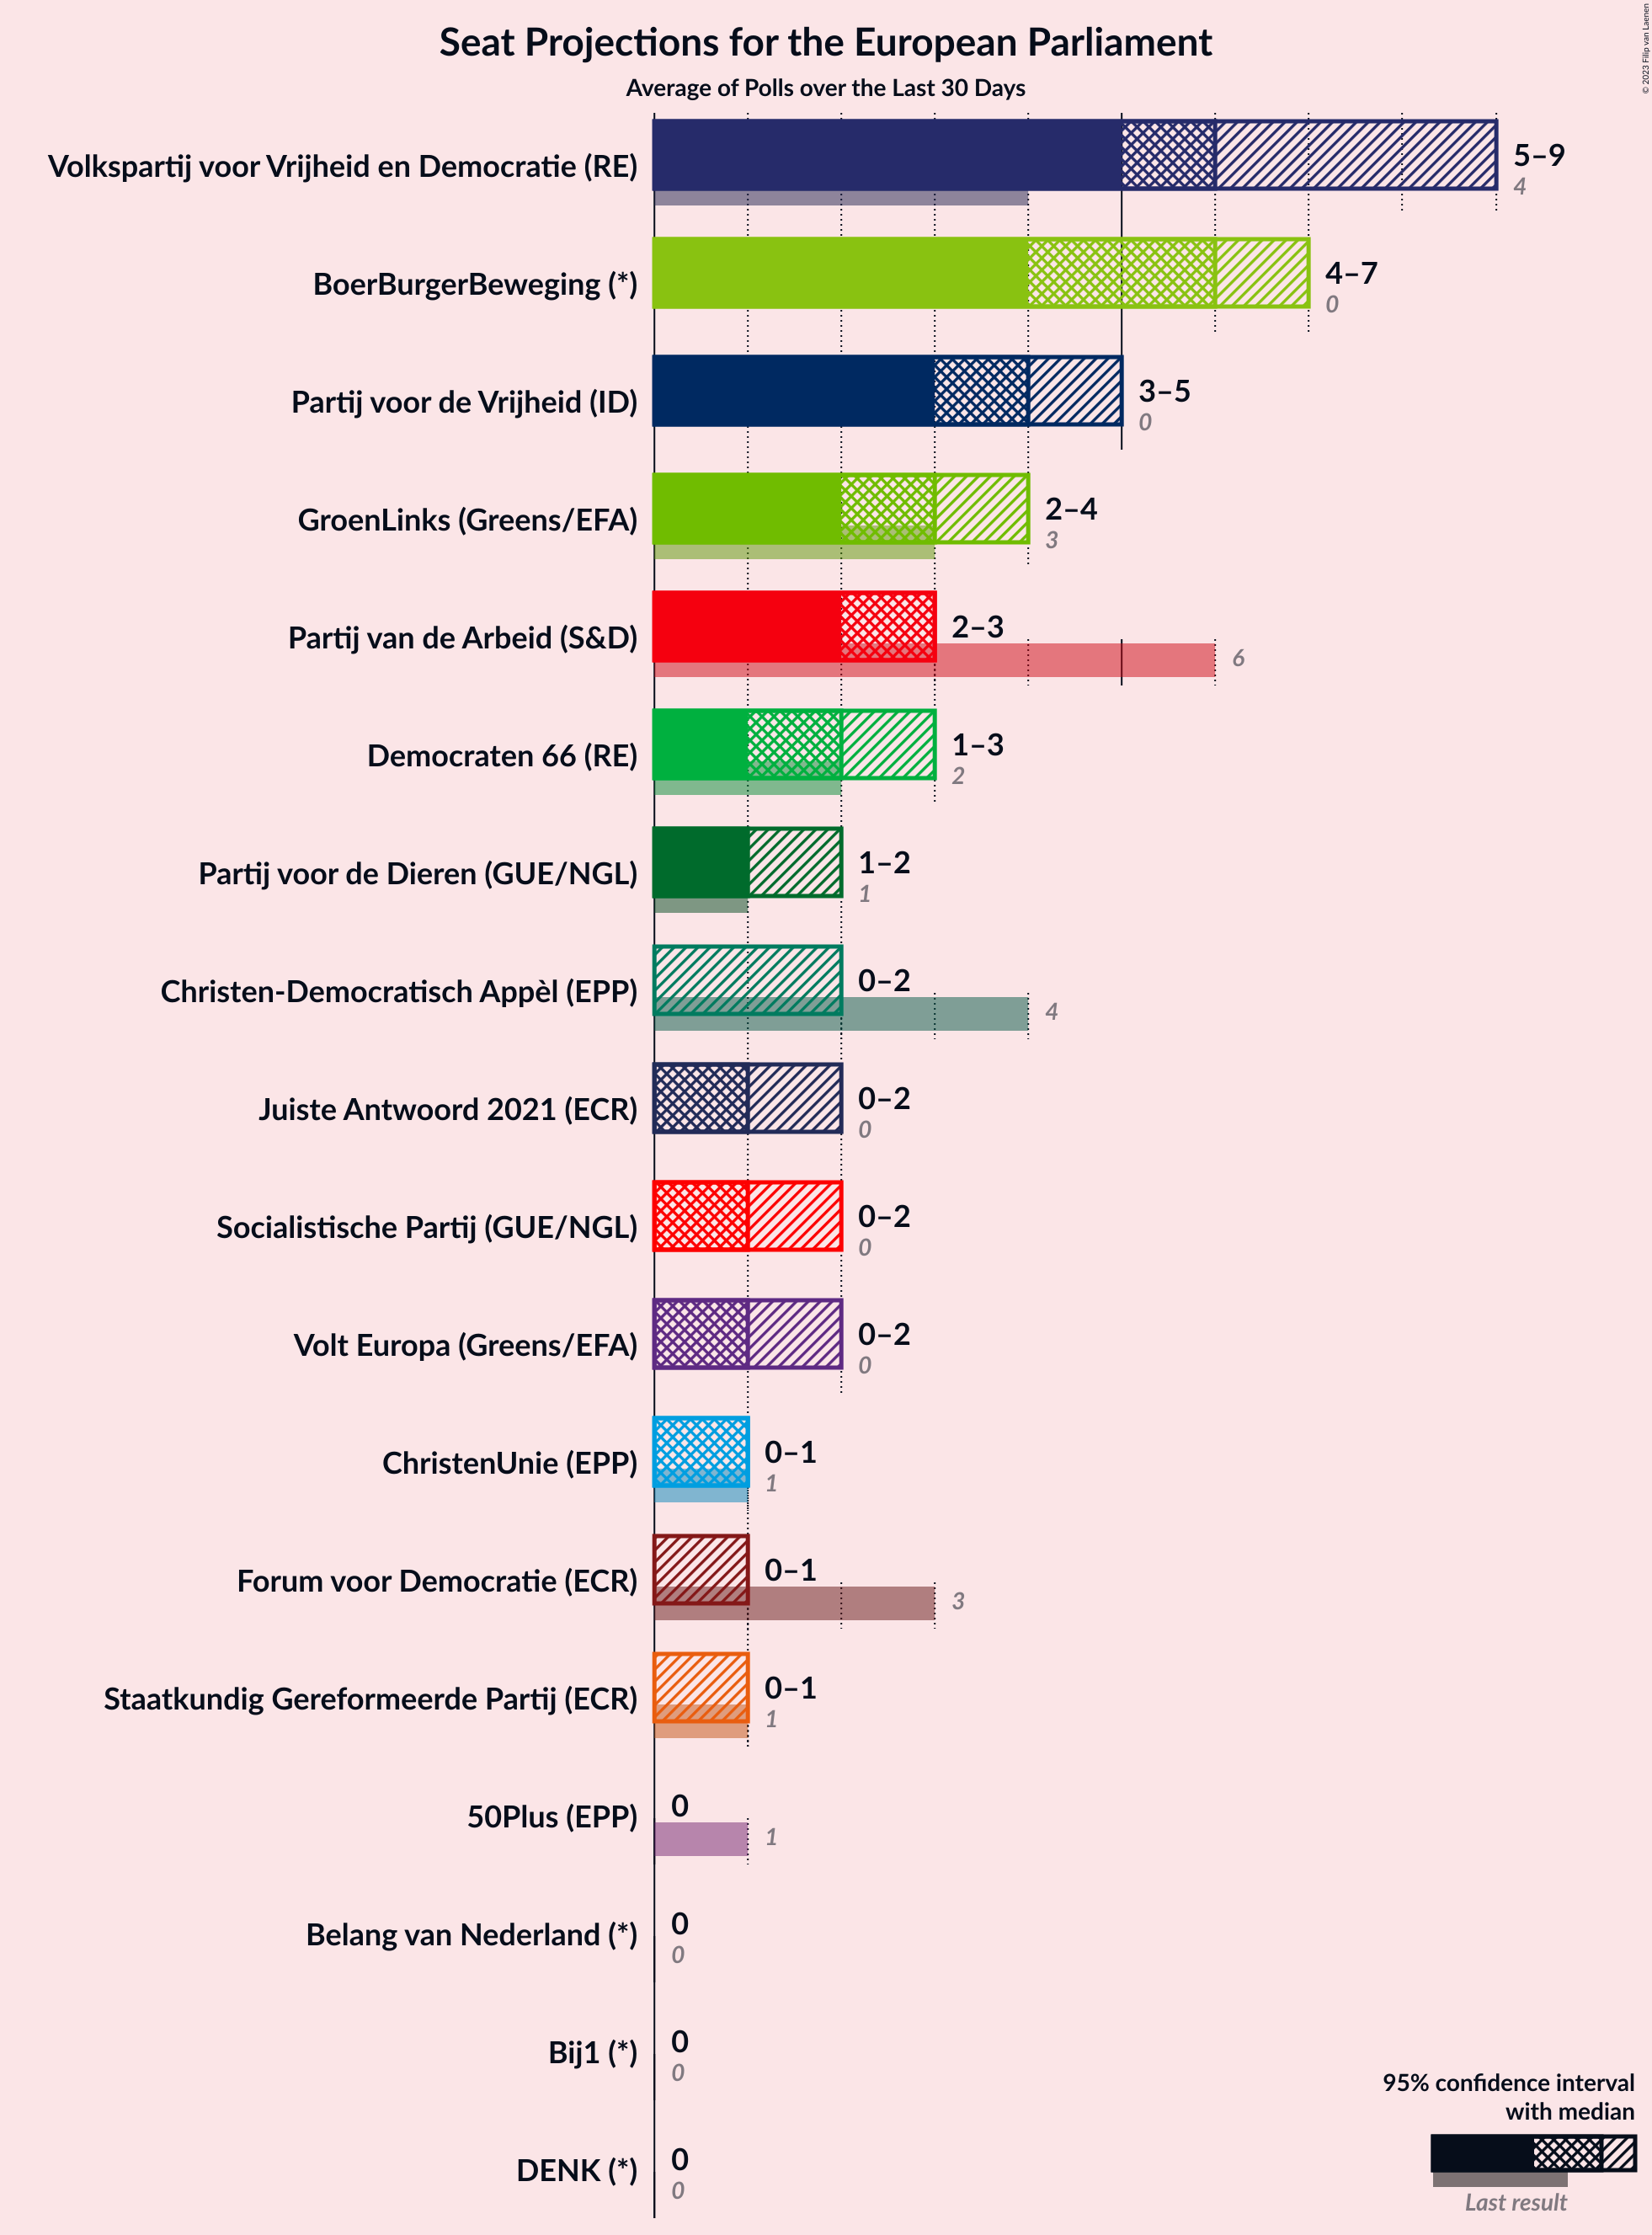 Seat Projections for the European Parliament
Average of Polls over the Last 30 Days
© 2023 Filip van Laenen
Volkspartij voor Vrijheid en Democratie (RE)
5–9
4
BoerBurgerBeweging (*)
4–7
0
Partij voor de Vrijheid (ID)
3–5
0
GroenLinks (Greens/EFA)
2–4
3
Partij van de Arbeid (S&D)
2–3
6
Democraten 66 (RE)
1–3
2
Partij voor de Dieren (GUE/NGL)
1–2
1
Christen-Democratisch Appèl (EPP)
0–2
4
Juiste Antwoord 2021 (ECR)
0–2
0
Socialistische Partij (GUE/NGL)
0–2
0
Volt Europa (Greens/EFA)
0–2
0
ChristenUnie (EPP)
0–1
1
Forum voor Democratie (ECR)
0–1
3
Staatkundig Gereformeerde Partij (ECR)
0–1
1
50Plus (EPP)
0
1
Belang van Nederland (*)
0
0
Bij1 (*)
0
0
DENK (*)
0
0
95% confidence interval
with median
Last result